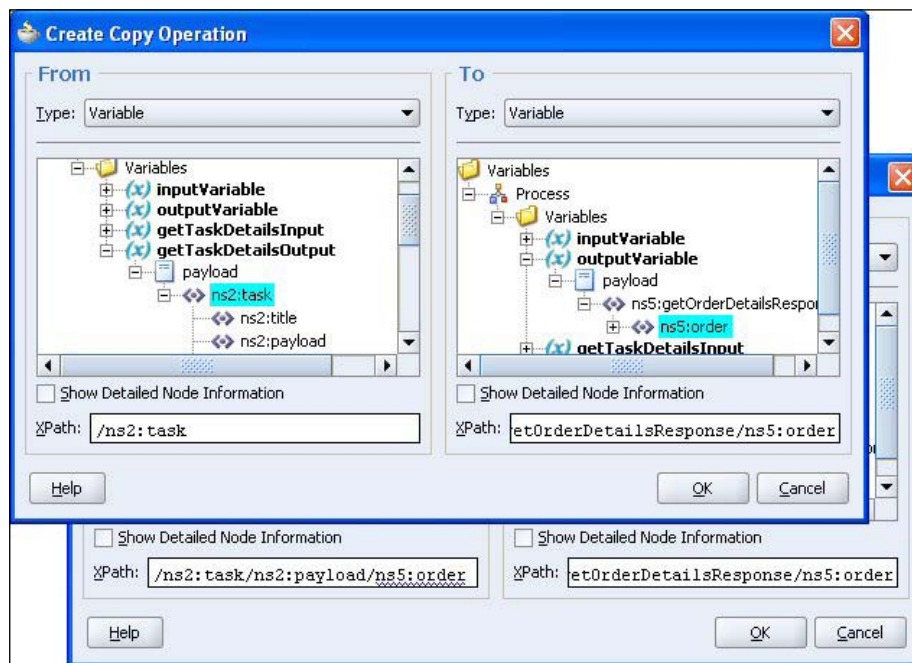 Create Copy Operation
From
Type: Variable
Variables
inputVariable
outputVariable
getTaskDetailsInput
getTaskDetailsOutput
payload
ns2:task
ns2:title
ns2:payload
Show Detailed Node Information
XPath: /ns2:task
To
Type: Variable
Variables
Process
Variables
inputVariable
outputVariable
payload
ns5:getOrderDetailsRespo
ns5:order
getTaskDetailsInput
Show Detailed Node Information
XPath: etOrderDetailsResponse/ns5:order
Help
OK
Cancel
Show Detailed Node Information
XPath: /ns2:task/ns2:payload/ns5:order
Show Detailed Node Information
XPath: etOrderDetailsResponse/ns5:order
Help
OK
Cancel